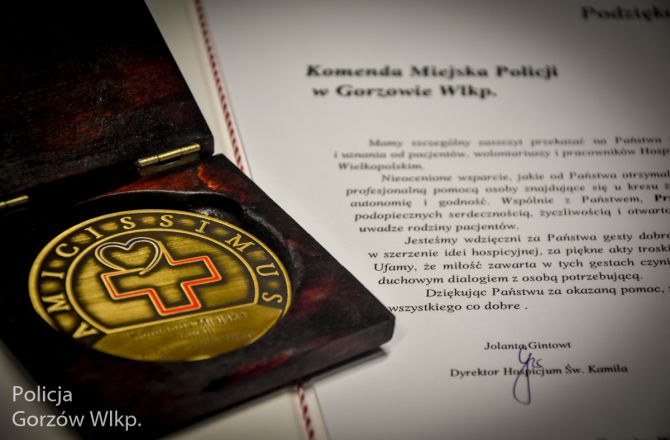 Podzięk
Komenda Miejska Policji
w Gorzowie Wlkp.
Mamy szczególny zaszczyt przekazać na Państwa
i uznania od pacjentów, wolontariuszy i pracowników Hosp
Wielkopolskim.
Nieocenione wsparcie, jakie od Państwa otrzymal
profesjonalną pomocą osoby znajdujące się u kresu ż
autonomię i godność. Wspólnie z Państwem, Pr
podopiecznych serdecznością, życzliwością i otwart
uwadze rodziny pacjentów.
Jesteśmy wdzięczni za Państwa gesty dobro
w szerzenie idei hospicyjnej, za piękne akty trosk
Ufamy, że miłość zawarta w tych gestach czyni
duchowym dialogiem z osobą potrzebującą.
Dziękując Państwu za okazaną pomoc,
wszystkiego co dobre .
Jolanta Gintowt
Dyrektor Hospicjum Św. Kamila
AMICISSIMUS
Policja
Gorzów Wlkp.